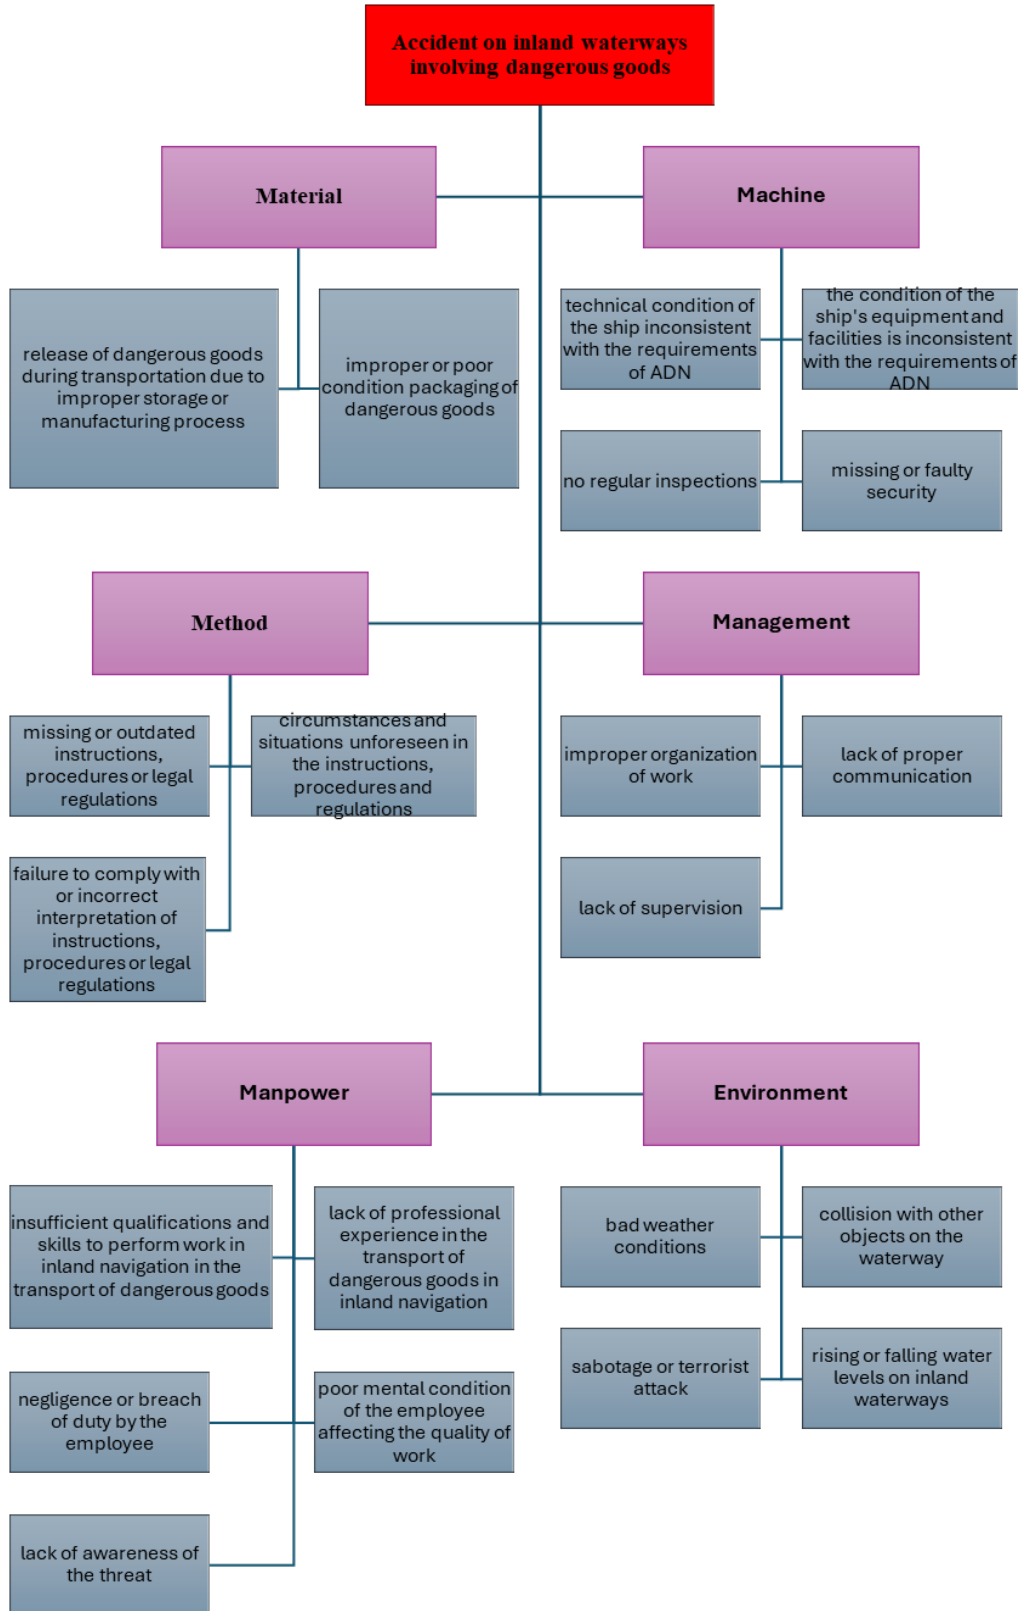 Accident on inland waterways
involving dangerous goods
Material
Machine
release of dangerous goods
during transportation due to
improper storage or
manufacturing process
improper or poor
condition packaging of
dangerous goods
technical condition of
the ship inconsistent
with the requirements
of ADN
the condition of the
ship's equipment and
facilities is inconsistent
with the requirements of
ADN
no regular inspections
missing or faulty
security
Method
Management
missing or outdated
instructions,
procedures or legal
regulations
circumstances and
situations unforeseen in
the instructions,
procedures and
regulations
failure to comply with
or incorrect
interpretation of
instructions,
procedures or legal
regulations
improper organization
of work
lack of proper
communication
lack of supervision
Manpower
Environment
insufficient qualifications and
skills to perform work in
inland navigation in the
transport of dangerous goods
lack of professional
experience in the
transport of
dangerous goods in
inland navigation
negligence or breach
of duty by the
employee
poor mental condition
of the employee
affecting the quality of
work
lack of awareness of
the threat
bad weather
conditions
collision with other
objects on the
waterway
sabotage or terrorist
attack
rising or falling water
levels on inland
waterways